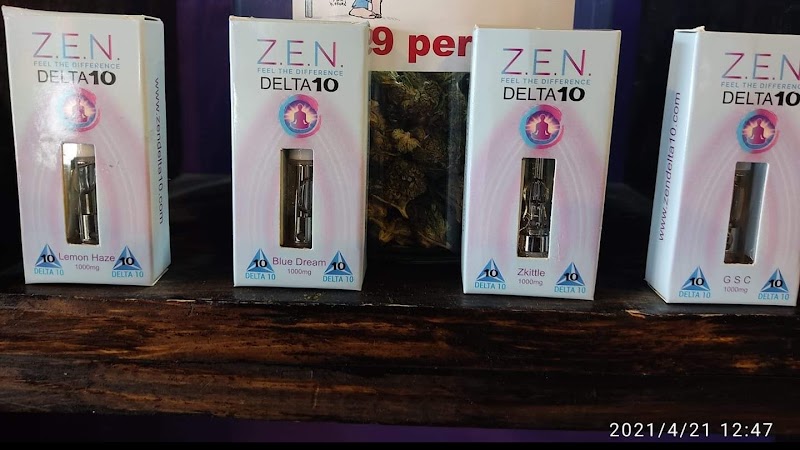 9 per
Z.E.N.
FEEL THE DIFFERENCE
DELTA10
www.zendelta10.com
Lemon Haze
1000mg
10
DELTA 10
10
DELTA 10
Z.E.N.
FEEL THE DIFFERENCE
DELTA10
Blue Dream
1000mg
10
DELTA 10
10
DELTA 10
Z.E.N.
FEEL THE DIFFERENCE
DELTA10
Zkittle
1000mg
10
DELTA 10
10
DELTA 10
www.zendelta10.com
Z.E.N.
FEEL THE DIFFERENCE
DELTA10
G S C
1000mg
10
DELTA 10
10
DELTA 10
2021/4/21 12:47